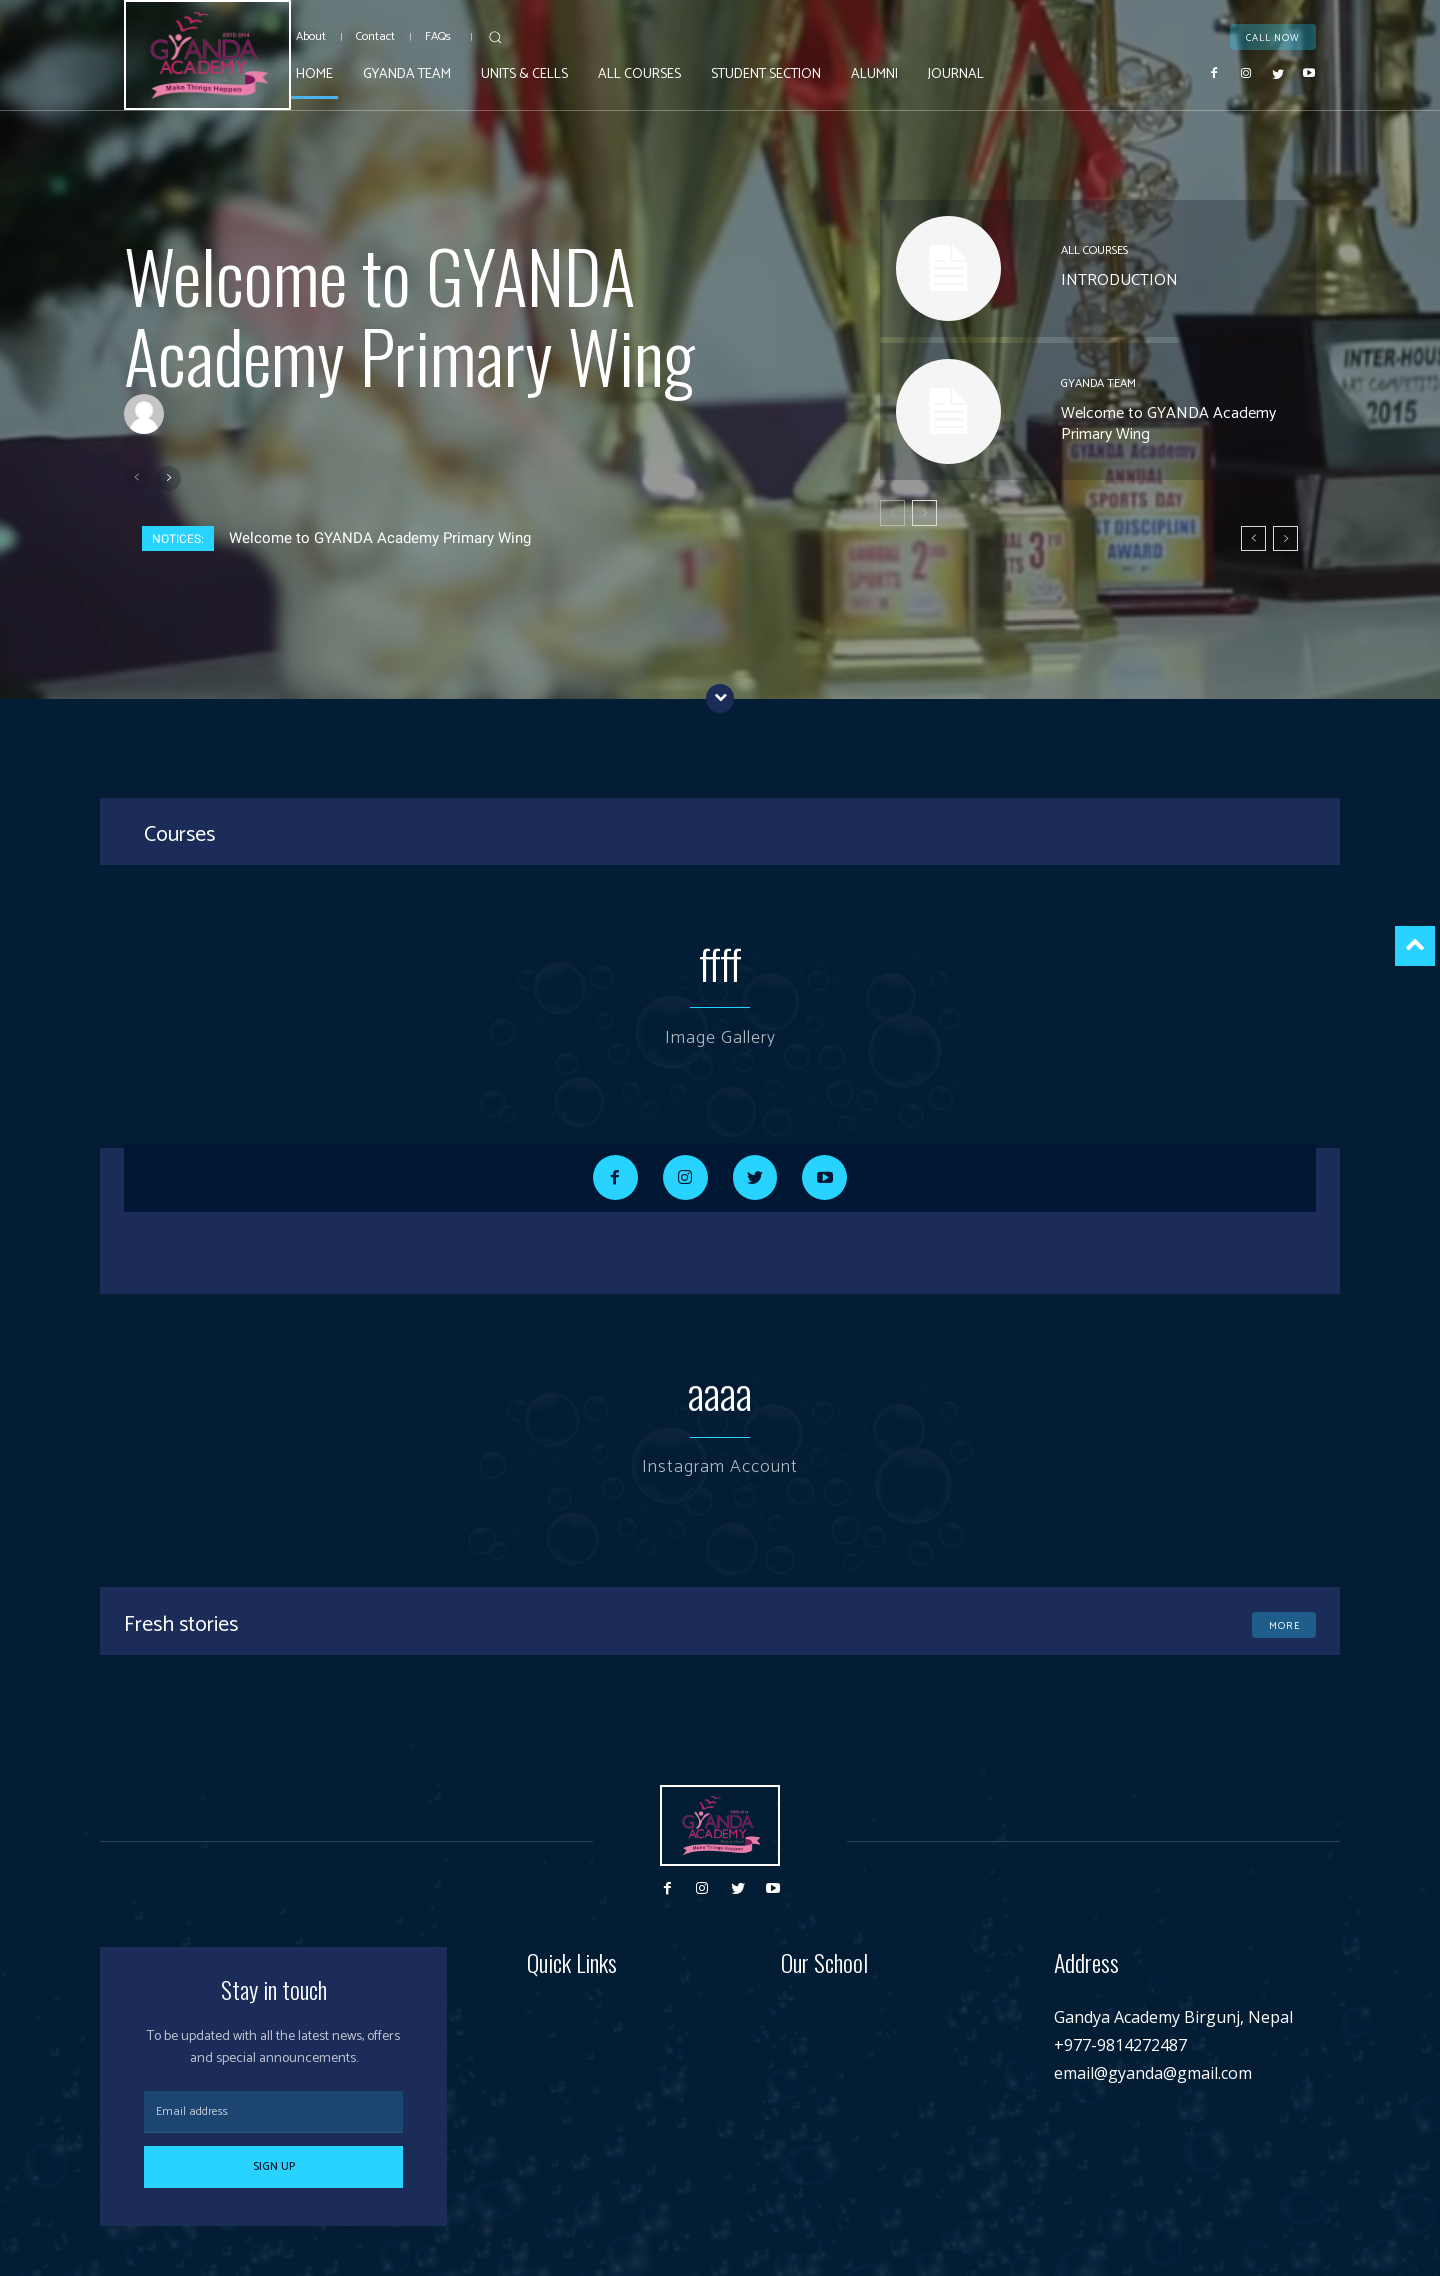 ESTD 2014
GYANDA
ACADEMY
Make Things Happen
About
Contact
FAQs
CALL NOW
HOME
GYANDA TEAM
UNITS & CELLS
ALL COURSES
STUDENT SECTION
ALUMNI
JOURNAL
Welcome to GYANDA
Academy Primary Wing
ALL COURSES
INTRODUCTION
GYANDA TEAM
Welcome to GYANDA Academy
Primary Wing
INTER-HOUSE
2015
GYANDA Academy
ANNUAL
SPORTS DAY
DISCIPLINE
AWARD
1
2nd
3rd
SPORTS
NOTICES:
Welcome to GYANDA Academy Primary Wing
Courses
ffff
Image Gallery
aaaa
Instagram Account
Fresh stories
MORE
GYANDA
ACADEMY
Make Things Happen
Stay in touch
To be updated with all the latest news, offers
and special announcements.
Email address
SIGN UP
Quick Links
Our School
Address
Gandya Academy Birgunj, Nepal
+977-9814272487
email@gyanda@gmail.com